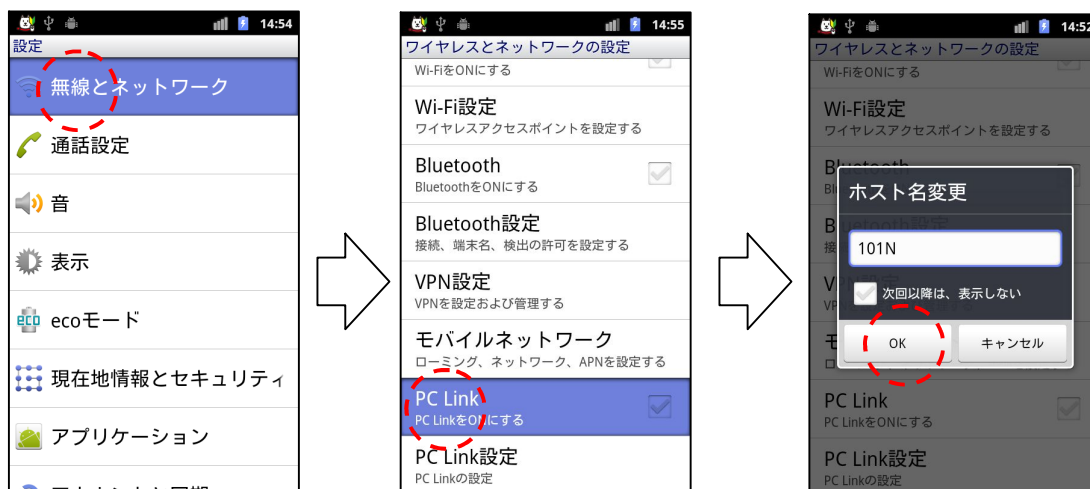 14:54
設定
無線とネットワーク
通話設定
音
表示
eco ecoモード
現在地情報とセキュリティ
アプリケーション
14:55
ワイヤレスとネットワークの設定
Wi-FiをONにする
Wi-Fi設定
ワイヤレスアクセスポイントを設定する
Bluetooth
BluetoothをONにする
Bluetooth設定
接続、端末名、検出の許可を設定する
VPN設定
VPNを設定および管理する
モバイルネットワーク
ローミング、ネットワーク、APNを設定する
PC Link
PC LinkをONにする
PC Link設定
PC Linkの設定
14:52
ワイヤレスとネットワークの設定
Wi-FiをONにする
Wi-Fi設定
ワイヤレスアクセスポイントを設定する
Bluetooth
ホスト名変更
101N
次回以降は、表示しない
OK
キャンセル
PC Link
PC LinkをONにする
PC Link設定
PC Linkの設定